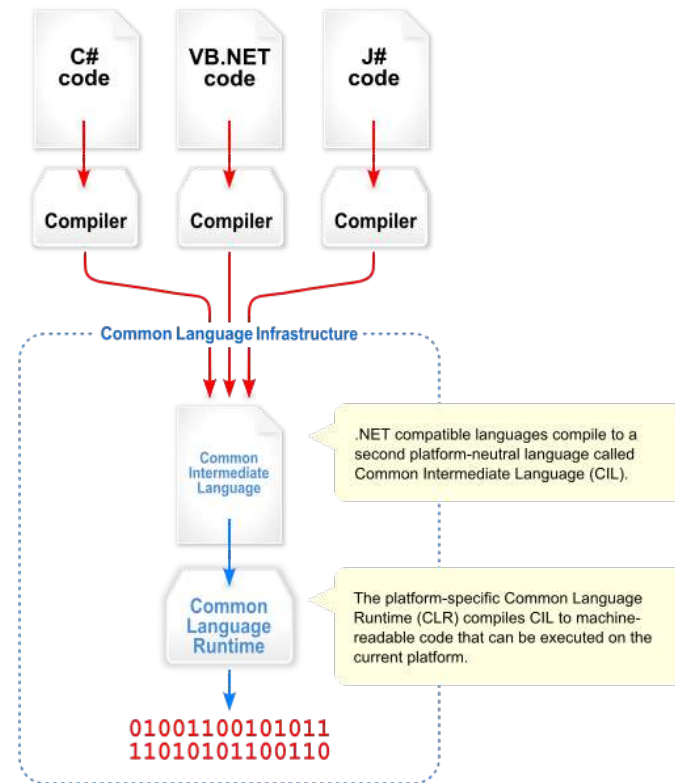 C#
code
VB.NET
code
J#
code
Compiler
Compiler
Compiler
Common Language Infrastructure
Common
Intermediate
Language
.NET compatible languages compile to a
second platform-neutral language called
Common Intermediate Language (CIL).
Common
Language
Runtime
The platform-specific Common Language
Runtime (CLR) compiles CIL to machine-
readable code that can be executed on the
current platform.
01001100101011
11010101100110